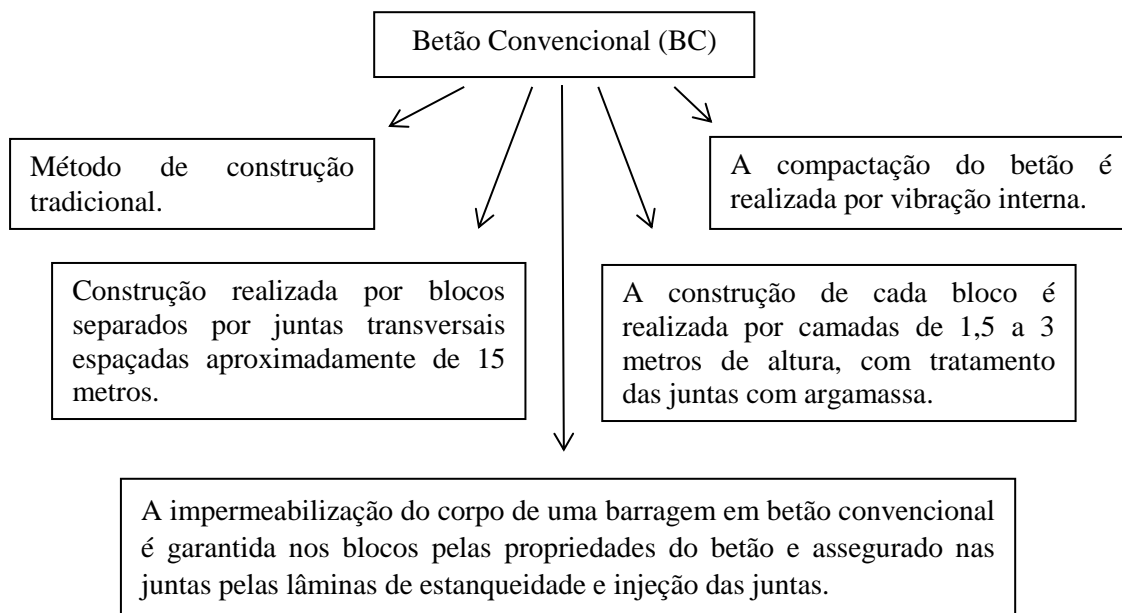 Betão Convencional (BC)
Método de construção
tradicional.
A compactação do betão é
realizada por vibração interna.
Construção realizada por blocos
separados por juntas transversais
espaçadas aproximadamente de 15
metros.
A construção de cada bloco é
realizada por camadas de 1,5 a 3
metros de altura, com tratamento
das juntas com argamassa.
A impermeabilização do corpo de uma barragem em betão convencional
é garantida nos blocos pelas propriedades do betão e assegurado nas
juntas pelas lâminas de estanqueidade e injeção das juntas.